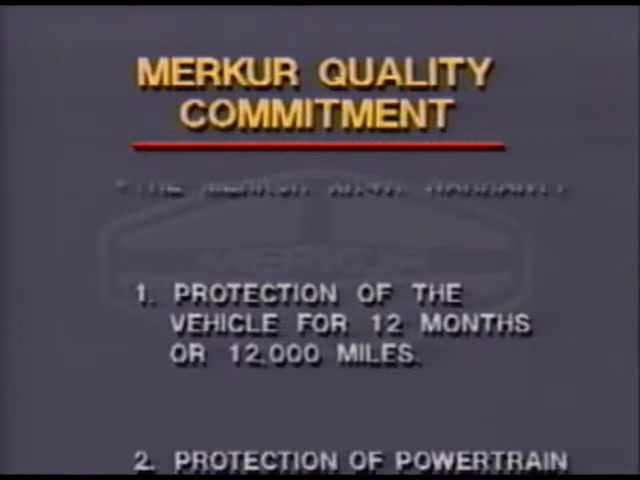 MERKUR QUALITY
COMMITMENT
MERKUR
1. PROTECTION OF THE
VEHICLE FOR 12 MONTHS
OR 12,000 MILES.
2. PROTECTION OF POWERTRAIN